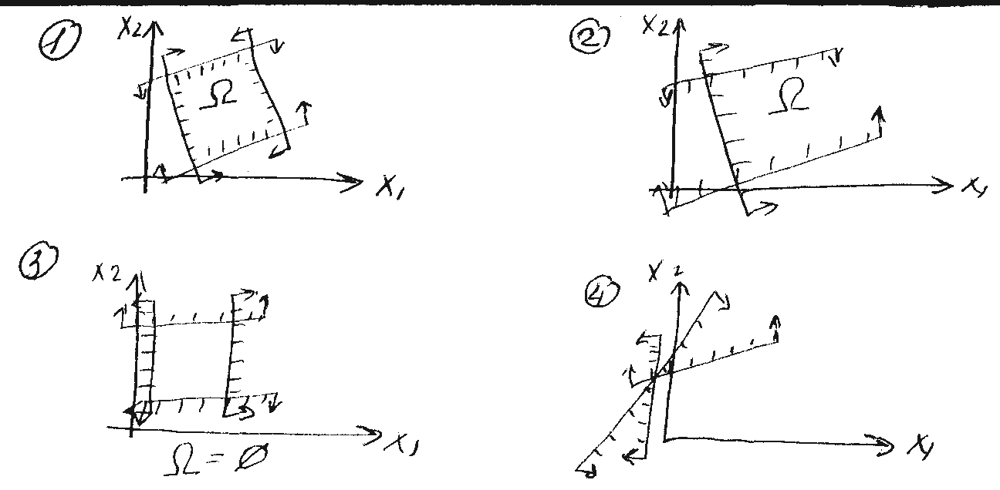 ① X2 Ω X1
② X2 Ω X1
③ X2 X1
Ω = Ø
④ X2 X1